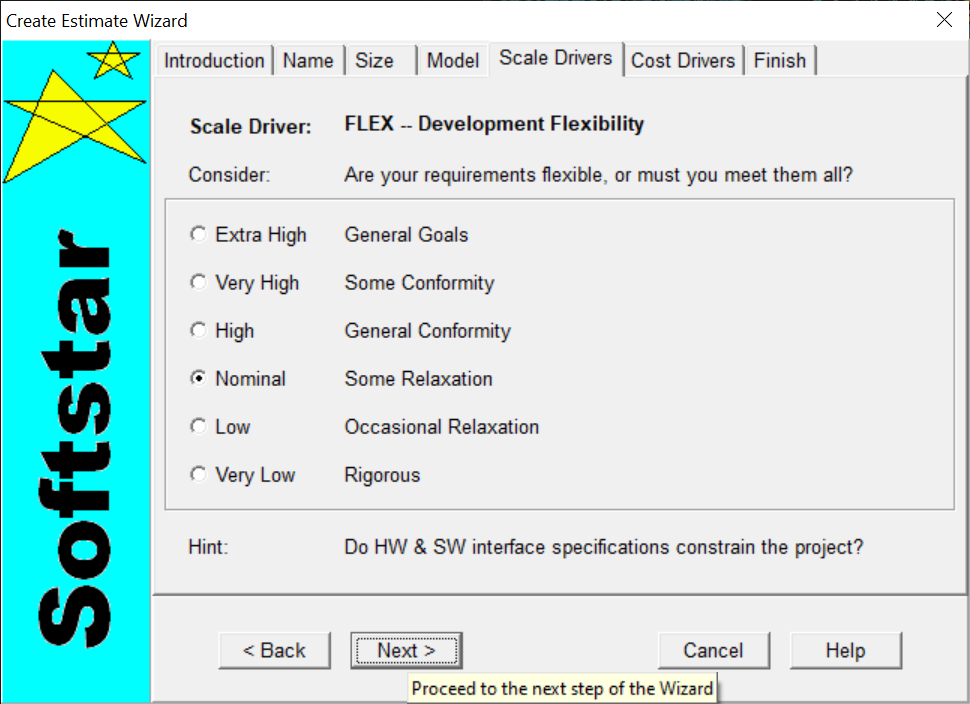 Create Estimate Wizard
Softstar
Introduction Name Size Model Scale Drivers Cost Drivers Finish
Scale Driver: FLEX -- Development Flexibility
Consider: Are your requirements flexible, or must you meet them all?
Extra High General Goals
Very High Some Conformity
High General Conformity
Nominal Some Relaxation
Low Occasional Relaxation
Very Low Rigorous
Hint: Do HW & SW interface specifications constrain the project?
< Back Next > Cancel Help
Proceed to the next step of the Wizard